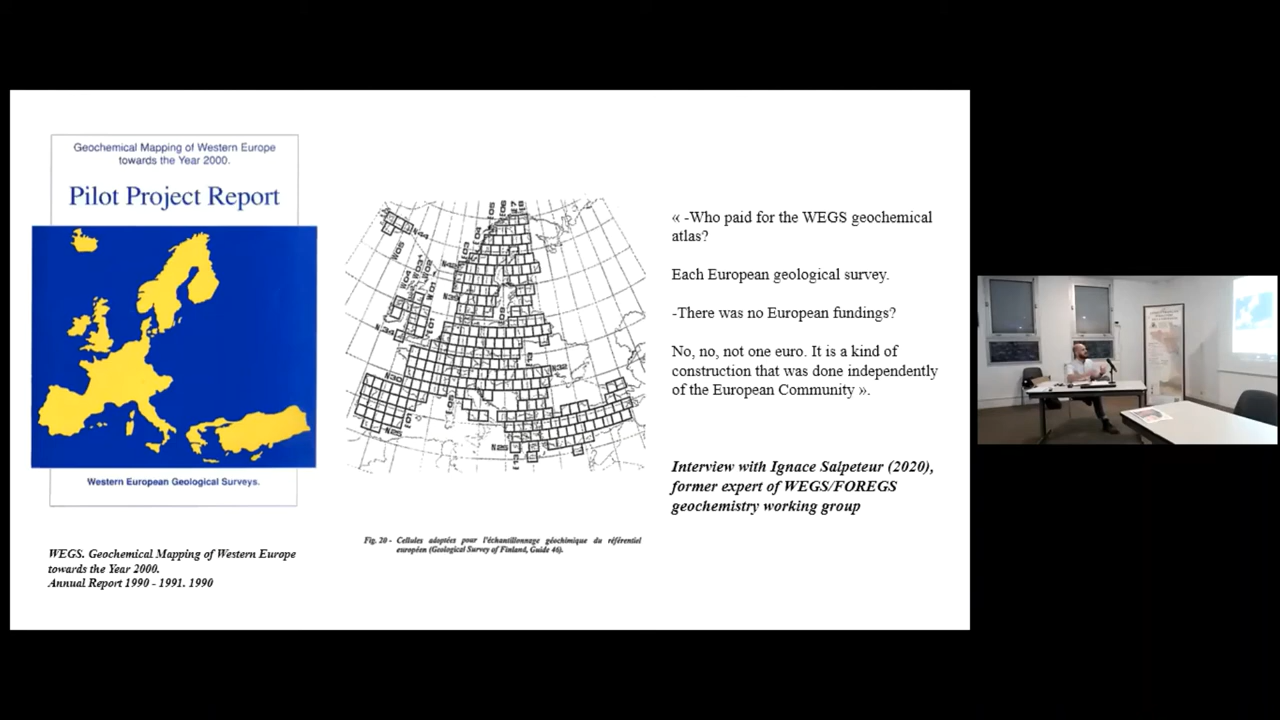 Geochemical Mapping of Western Europe
towards the Year 2000.
Pilot Project Report
Western European Geological Surveys.
WEGS. Geochemical Mapping of Western Europe
towards the Year 2000.
Annual Report 1990 - 1991. 1990
Fig. 20 - Cellules adoptées pour l'échantillonnage géochimique du référentiel
européen (Geological Survey of Finland, Guide 46).
« -Who paid for the WEGS geochemical
atlas?
Each European geological survey.
-There was no European fundings?
No, no, not one euro. It is a kind of
construction that was done independently
of the European Community ».
Interview with Ignace Salpeteur (2020),
former expert of WEGS/FOREGS
geochemistry working group